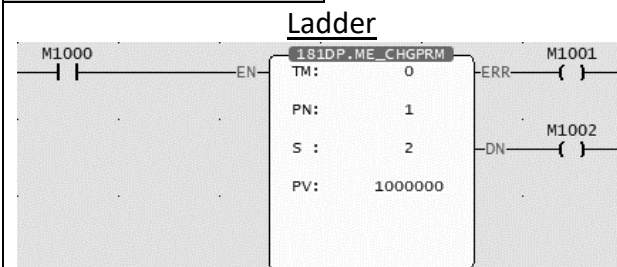 Ladder
M1000
181DP.ME_CHGPRM
M1001
EN
TM: 0
ERR
( )
PN: 1
M1002
S : 2
DN
( )
PV: 1000000